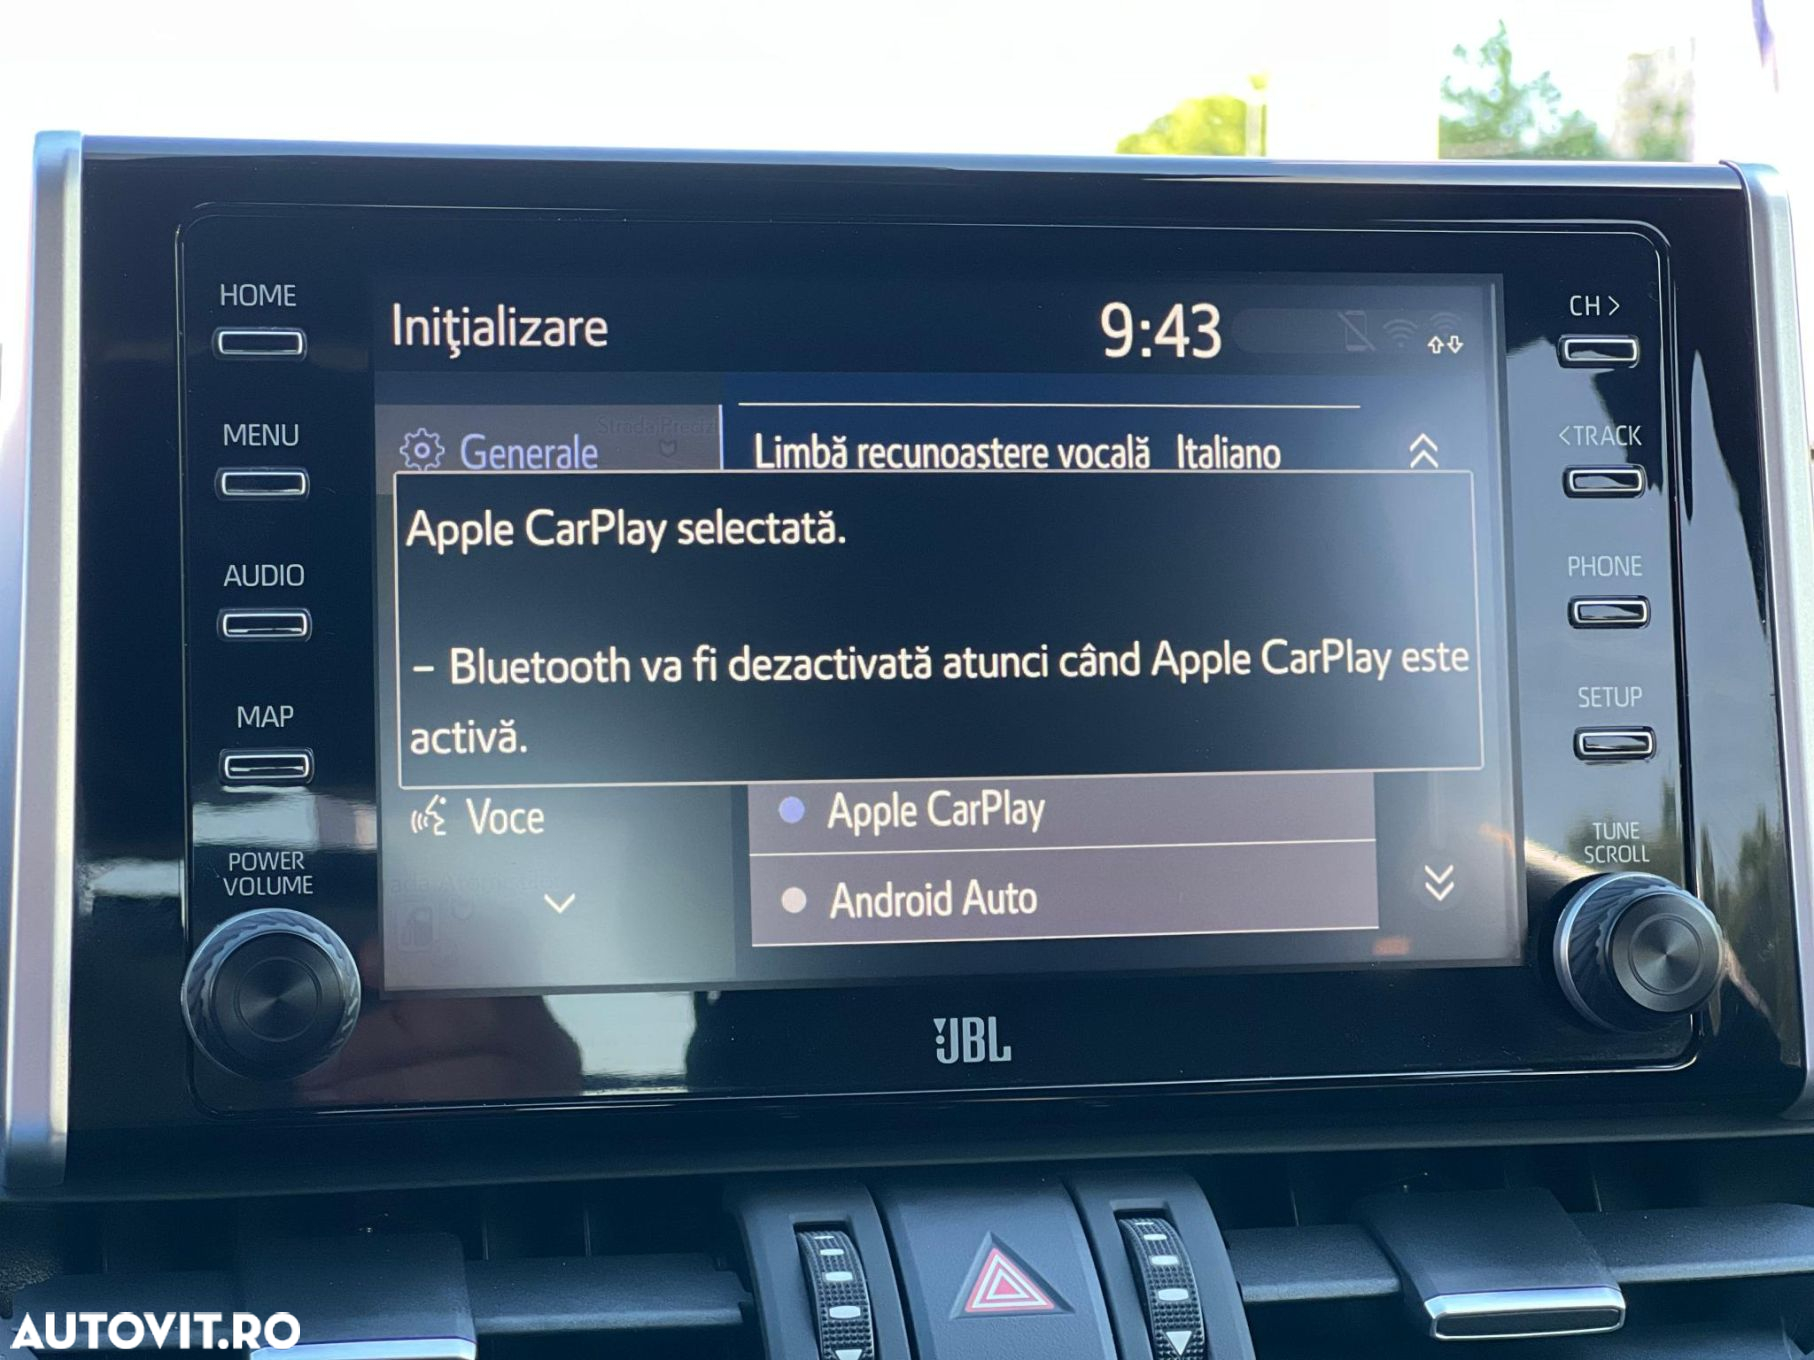 HOME
MENU
AUDIO
MAP
POWER
VOLUME
Iniţializare
9:43
Generale
Limbă recunoaștere vocală Italiano
Apple CarPlay selectată.
– Bluetooth va fi dezactivată atunci când Apple CarPlay este
activă.
Voce
Apple CarPlay
Android Auto
CH >
<TRACK
PHONE
SETUP
TUNE
SCROLL
JBL
AUTOVIT.RO